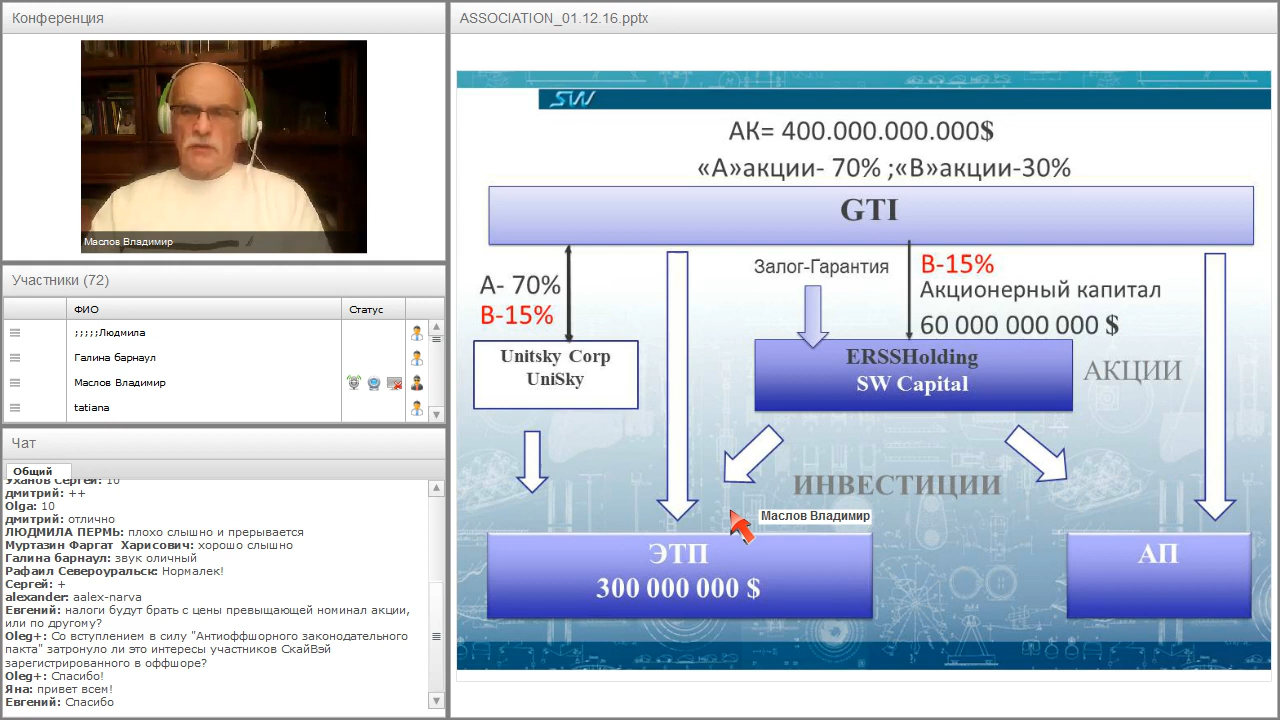 Конференция
Маслов Владимир
Участники (72)
ФИО
Статус
;;;;;Людмила
Галина барнаул
Маслов Владимир
tatiana
Чат
Общий
Уханов Сергей: 10
дмитрий: ++
Olga: 10
дмитрий: отлично
ЛЮДМИЛА ПЕРМЬ: плохо слышно и прерывается
Муртазин Фаргат Харисович: хорошо слышно
Галина барнаул: звук оличный
Рафаил Североуральск: Нормалек!
Сергей: +
alexander: aalex-narva
Евгений: налоги будут брать с цены превыщающей номинал акции,
или по другому?
Oleg+: Со вступлением в силу "Антиоффшорного законодательного
пакта" затронуло ли это интересы участников СкайВэй
зарегистрированного в оффшоре?
Oleg+: Спасибо!
Яна: привет всем!
Евгений: Спасибо
ASSOCIATION_01.12.16.pptx
SW
АК= 400.000.000.000$
«А»акции- 70% ;«В»акции-30%
GTI
А- 70%
В-15%
Залог-Гарантия
В-15%
Акционерный капитал
60 000 000 000 $
Unitsky Corp
UniSky
ERSSHolding
SW Capital
АКЦИИ
ИНВЕСТИЦИИ
Маслов Владимир
ЭТП
300 000 000 $
АП